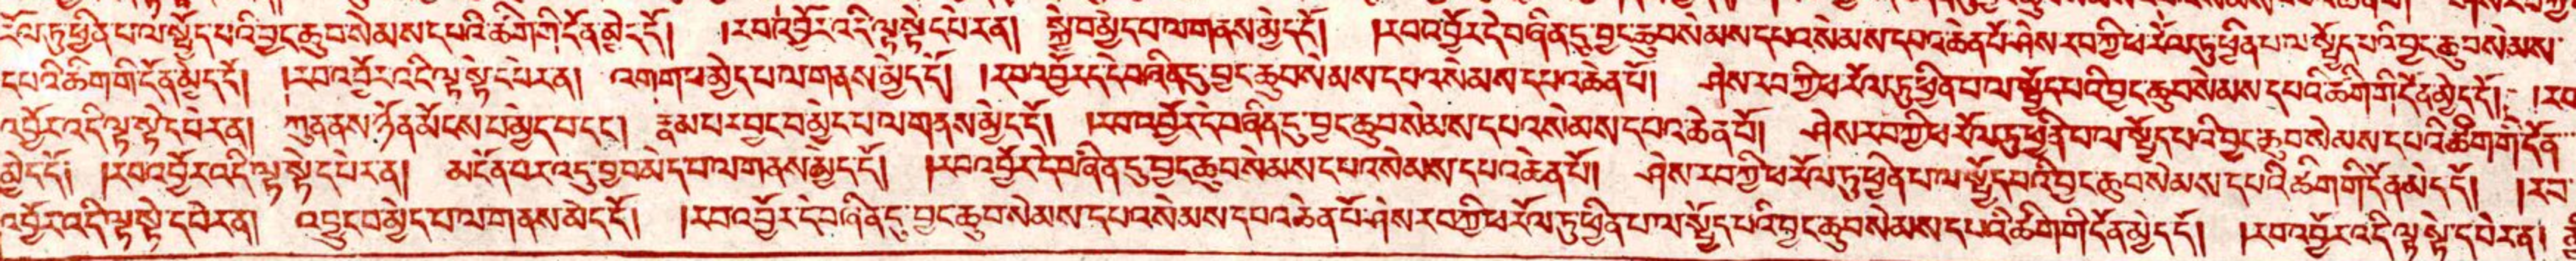 རོལ་ཏུ་ཕྱིན་པ་ལ་སྤྱོད་པའི་བྱང་ཆུབ་སེམས་དཔའི་ཚིག་གི་དོན་མྱེད་དོ། །རབ་འབྱོར་འདི་ལྟ་སྟེ་དཔེར་ན། སྐྱེ་བ་མྱེད་པ་ལ་གནས་མྱེད་དོ། །རབ་འབྱོར་དེ་བཞིན་དུ་བྱང་ཆུབ་སེམས་དཔའ་སེམས་དཔའ་ཆེན་པོ་ཤེས་རབ་ཀྱི་ཕ་རོལ་ཏུ་ཕྱིན་པ་ལ་སྤྱོད་པའི་བྱང་ཆུབ་སེམས་
དཔའི་ཚིག་གི་དོན་མྱེད་དོ། །རབ་འབྱོར་འདི་ལྟ་སྟེ་དཔེར་ན། འགག་པ་མྱེད་པ་ལ་གནས་མྱེད་དོ། །རབ་འབྱོར་དེ་བཞིན་དུ་བྱང་ཆུབ་སེམས་དཔའ་སེམས་དཔའ་ཆེན་པོ། ཤེས་རབ་ཀྱི་ཕ་རོལ་ཏུ་ཕྱིན་པ་ལ་སྤྱོད་པའི་བྱང་ཆུབ་སེམས་དཔའི་ཚིག་གི་དོན་མྱེད་དོ། །རབ་
འབྱོར་འདི་ལྟ་སྟེ་དཔེར་ན། ཀུན་ནས་ཉོན་མོངས་པ་མྱེད་པ་དང་། རྣམ་པར་བྱང་བ་མྱེད་པ་ལ་གནས་མྱེད་དོ། །རབ་འབྱོར་དེ་བཞིན་དུ་བྱང་ཆུབ་སེམས་དཔའ་སེམས་དཔའ་ཆེན་པོ། ཤེས་རབ་ཀྱི་ཕ་རོལ་ཏུ་ཕྱིན་པ་ལ་སྤྱོད་པའི་བྱང་ཆུབ་སེམས་དཔའི་ཚིག་གི་དོན་
མྱེད་དོ། །རབ་འབྱོར་འདི་ལྟ་སྟེ་དཔེར་ན། མངོན་བར་འདུ་བྱ་བ་མེད་པ་ལ་གནས་མྱེད་དོ། །རབ་འབྱོར་དེ་བཞིན་དུ་བྱང་ཆུབ་སེམས་དཔའ་སེམས་དཔའ་ཆེན་པོ། ཤེས་རབ་ཀྱི་ཕ་རོལ་ཏུ་ཕྱིན་པ་ལ་སྤྱོད་པའི་བྱང་ཆུབ་སེམས་དཔའི་ཚིག་གི་དོན་མེད་དོ། །རབ་
འབྱོར་འདི་ལྟ་སྟེ་དཔེར་ན། འབྱུང་བ་མྱེད་པ་ལ་གནས་མེད་དོ། །རབ་འབྱོར་དེ་བཞིན་དུ་བྱང་ཆུབ་སེམས་དཔའ་སེམས་དཔའ་ཆེན་པོ་ཤེས་རབ་ཀྱི་ཕ་རོལ་ཏུ་ཕྱིན་པ་ལ་སྤྱོད་པའི་བྱང་ཆུབ་སེམས་དཔའི་ཚིག་གི་དོན་མྱེད་དོ། །རབ་འབྱོར་འདི་ལྟ་སྟེ་དཔེར་ན།